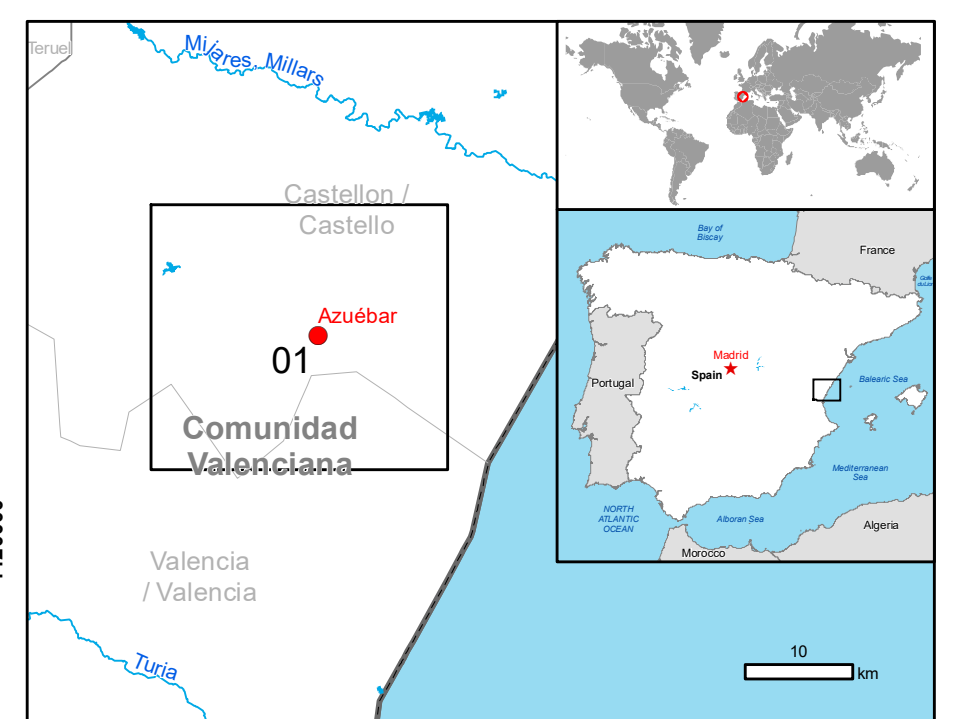 Teruel
Mijares, Millars
Castellon /
Castello
Azuébar
01
Comunidad
Valenciana
Valencia
/ Valencia
Turia
Bay of
Biscay
France
Madrid
Spain
Portugal
Balearic Sea
Mediterranean
Sea
NORTH
ATLANTIC
OCEAN
Alboran Sea
Algeria
Morocco
10
km